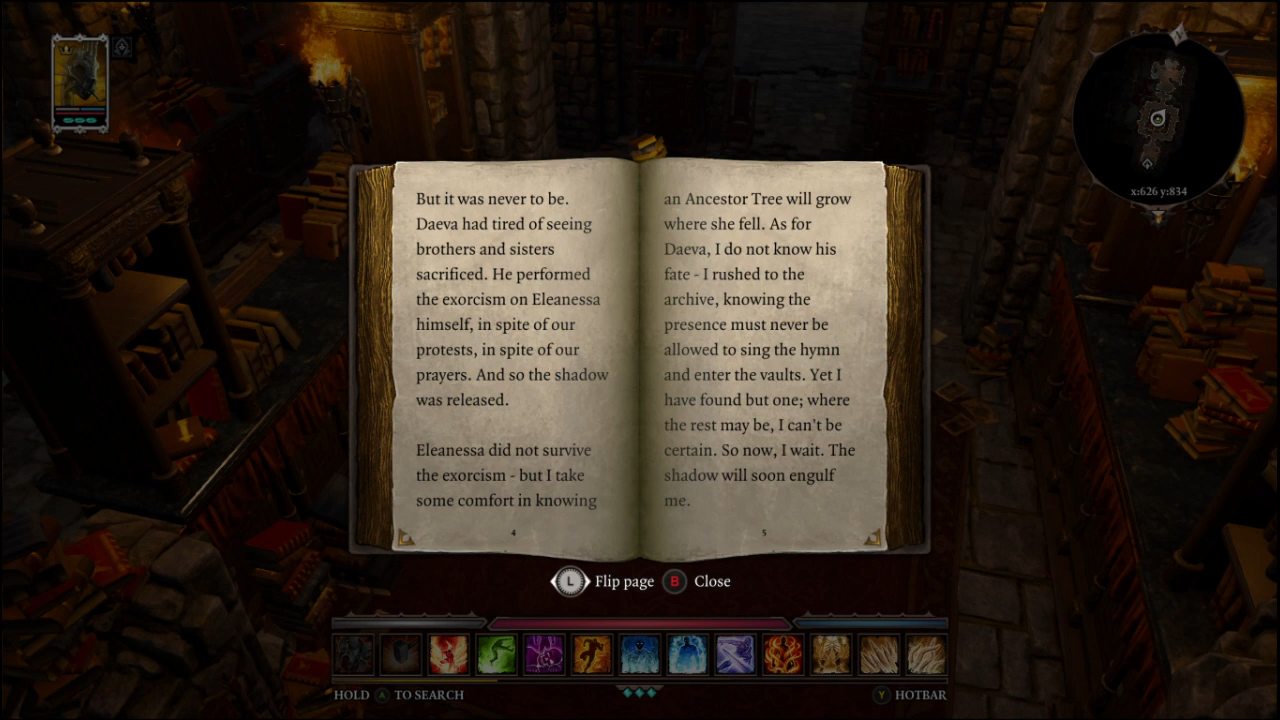 N
x:626 y:834
But it was never to be.
Daeva had tired of seeing
brothers and sisters
sacrificed. He performed
the exorcism on Eleanessa
himself, in spite of our
protests, in spite of our
prayers. And so the shadow
was released.
Eleanessa did not survive
the exorcism - but I take
some comfort in knowing
4
an Ancestor Tree will grow
where she fell. As for
Daeva, I do not know his
fate - I rushed to the
archive, knowing the
presence must never be
allowed to sing the hymn
and enter the vaults. Yet I
have found but one; where
the rest may be, I can't be
certain. So now, I wait. The
shadow will soon engulf
me.
5
L Flip page B Close
HOLD A TO SEARCH
Y HOTBAR